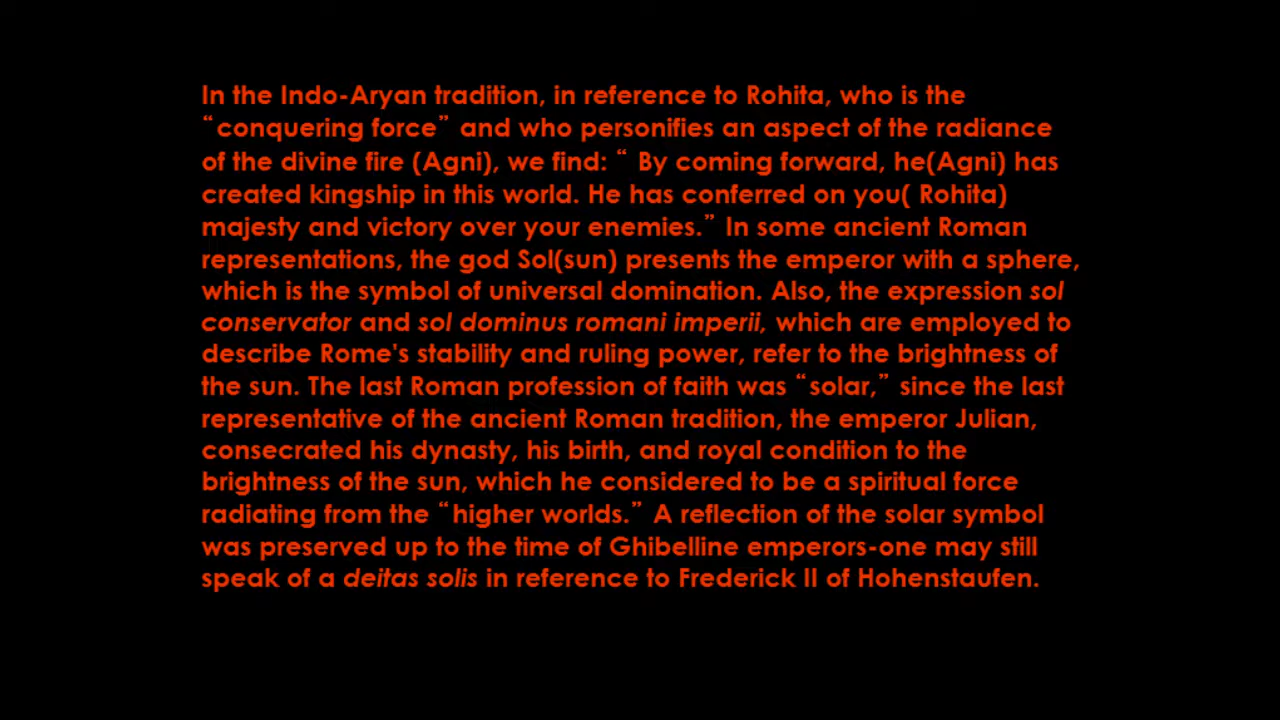 In the Indo-Aryan tradition, in reference to Rohita, who is the
“conquering force” and who personifies an aspect of the radiance
of the divine fire (Agni), we find: “ By coming forward, he(Agni) has
created kingship in this world. He has conferred on you( Rohita)
majesty and victory over your enemies.” In some ancient Roman
representations, the god Sol(sun) presents the emperor with a sphere,
which is the symbol of universal domination. Also, the expression sol
conservator and sol dominus romani imperii, which are employed to
describe Rome's stability and ruling power, refer to the brightness of
the sun. The last Roman profession of faith was “solar,” since the last
representative of the ancient Roman tradition, the emperor Julian,
consecrated his dynasty, his birth, and royal condition to the
brightness of the sun, which he considered to be a spiritual force
radiating from the “higher worlds.” A reflection of the solar symbol
was preserved up to the time of Ghibelline emperors-one may still
speak of a deitas solis in reference to Frederick II of Hohenstaufen.